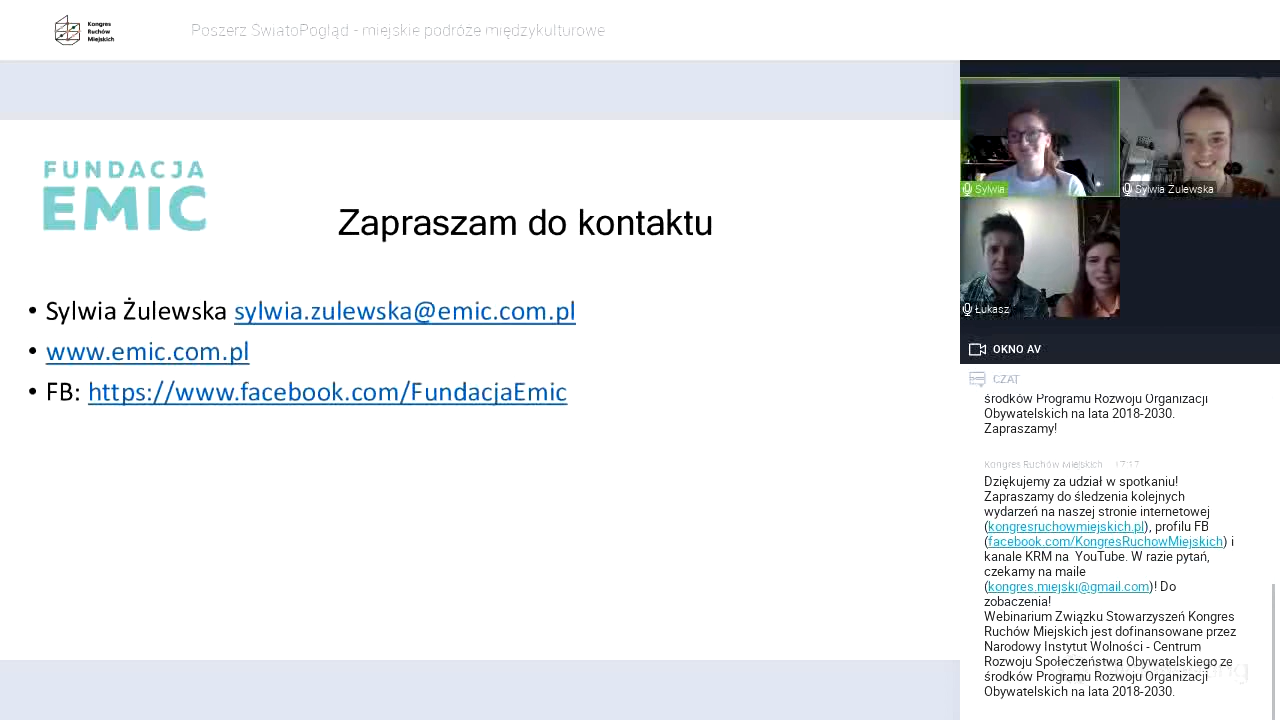 Kongres
Ruchów
Miejskich
Poszerz ŚwiatoPogląd - miejskie podróże międzykulturowe
FUNDACJA
EMIC
Zapraszam do kontaktu
• Sylwia Żulewska sylwia.zulewska@emic.com.pl
• www.emic.com.pl
• FB: https://www.facebook.com/FundacjaEmic
Sylwia
Sylwia Żulewska
Łukasz
OKNO AV
CZAT
środków Programu Rozwoju Organizacji
Obywatelskich na lata 2018-2030.
Zapraszamy!
Kongres Ruchów Miejskich 17:17
Dziękujemy za udział w spotkaniu!
Zapraszamy do śledzenia kolejnych
wydarzeń na naszej stronie internetowej
(kongresruchowmiejskich.pl), profilu FB
(facebook.com/KongresRuchowMiejskich) i
kanale KRM na YouTube. W razie pytań,
czekamy na maile
(kongres.miejski@gmail.com)! Do
zobaczenia!
Webinarium Związku Stowarzyszeń Kongres
Ruchów Miejskich jest dofinansowane przez
Narodowy Instytut Wolności - Centrum
Rozwoju Społeczeństwa Obywatelskiego ze
środków Programu Rozwoju Organizacji
Obywatelskich na lata 2018-2030.